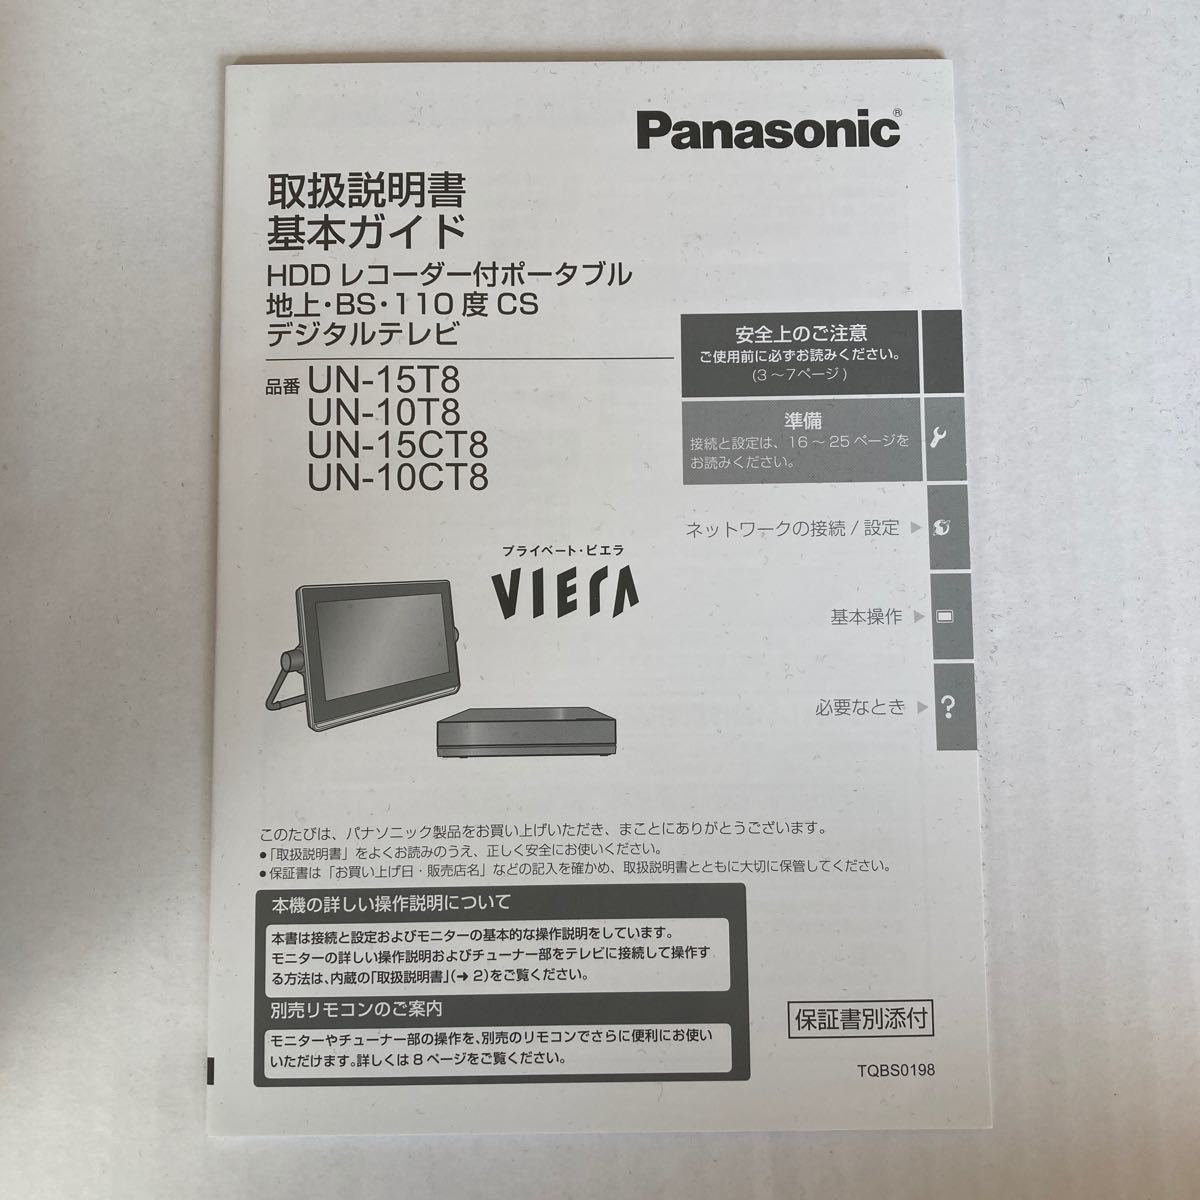 Panasonic®
取扱説明書
基本ガイド
HDD レコーダー付ポータブル
地上・BS・110 度 CS
デジタルテレビ
品番 UN-15T8
UN-10T8
UN-15CT8
UN-10CT8
安全上のご注意
ご使用前に必ずお読みください。
(3 ～7ページ)
準備
接続と設定は、16 ～ 25 ページを
お読みください。
ネットワークの接続 / 設定
基本操作
必要なとき
?
プライベート・ビエラ
VIERA
このたびは、パナソニック製品をお買い上げいただき、まことにありがとうございます。
●「取扱説明書」をよくお読みのうえ、正しく安全にお使いください。
●保証書は「お買い上げ日・販売店名」などの記入を確かめ、取扱説明書とともに大切に保管してください。
本機の詳しい操作説明について
本書は接続と設定およびモニターの基本的な操作説明をしています。
モニターの詳しい操作説明およびチューナー部をテレビに接続して操作す
る方法は、内蔵の「取扱説明書」(➜ 2)をご覧ください。
別売リモコンのご案内
モニターやチューナー部の操作を、別売のリモコンでさらに便利にお使い
いただけます。詳しくは 8 ページをご覧ください。
保証書別添付
TQBS0198